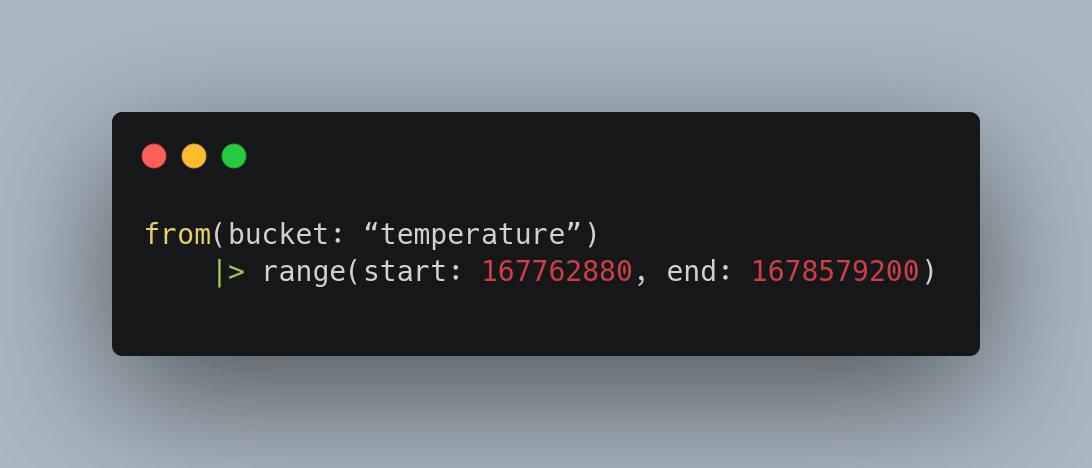 from(bucket: “temperature”)
|> range(start: 167762880, end: 1678579200)